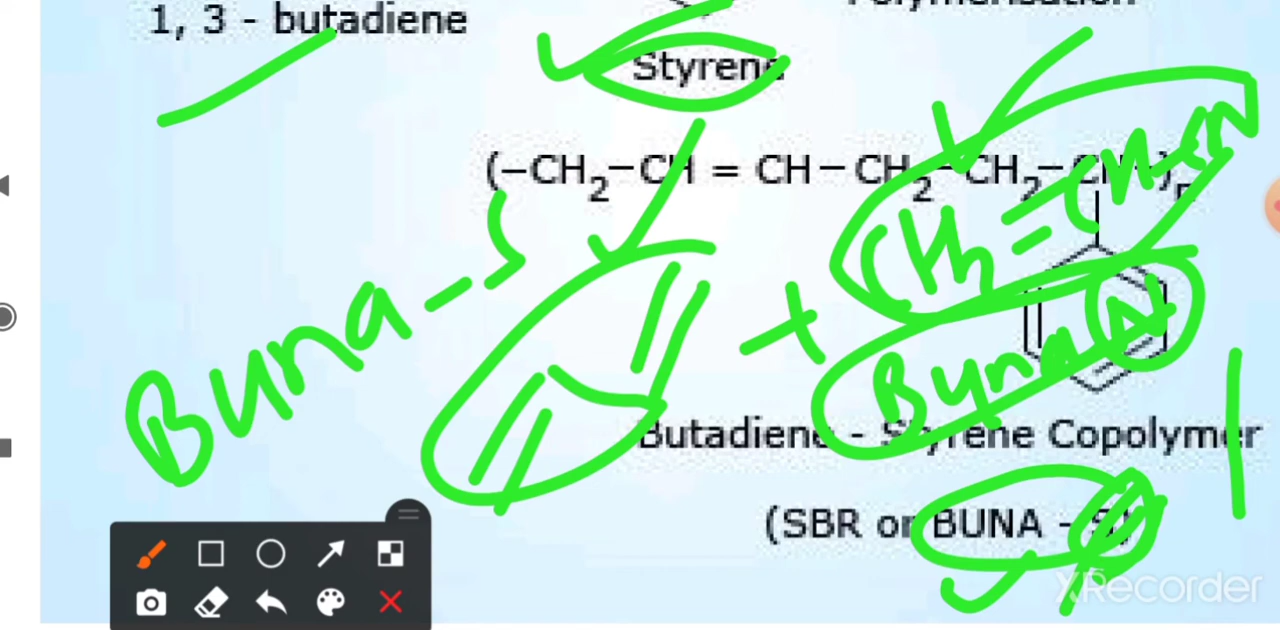 1, 3 - butadiene
Styrene
(–CH2–CH = CH–CH2–CH2–CH–)n
Buna-S
+
CH2=CH-CN
Buna N
Butadiene - Styrene Copolymer
(SBR or BUNA - S)
XRecorder